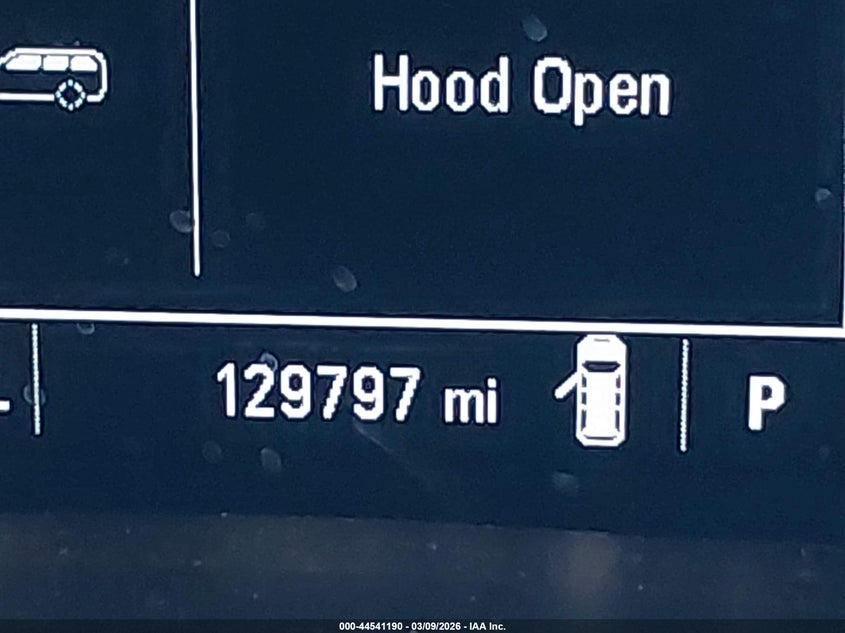 Hood Open
129797 mi
P
000-44541190 - 03/09/2026 - IAA Inc.